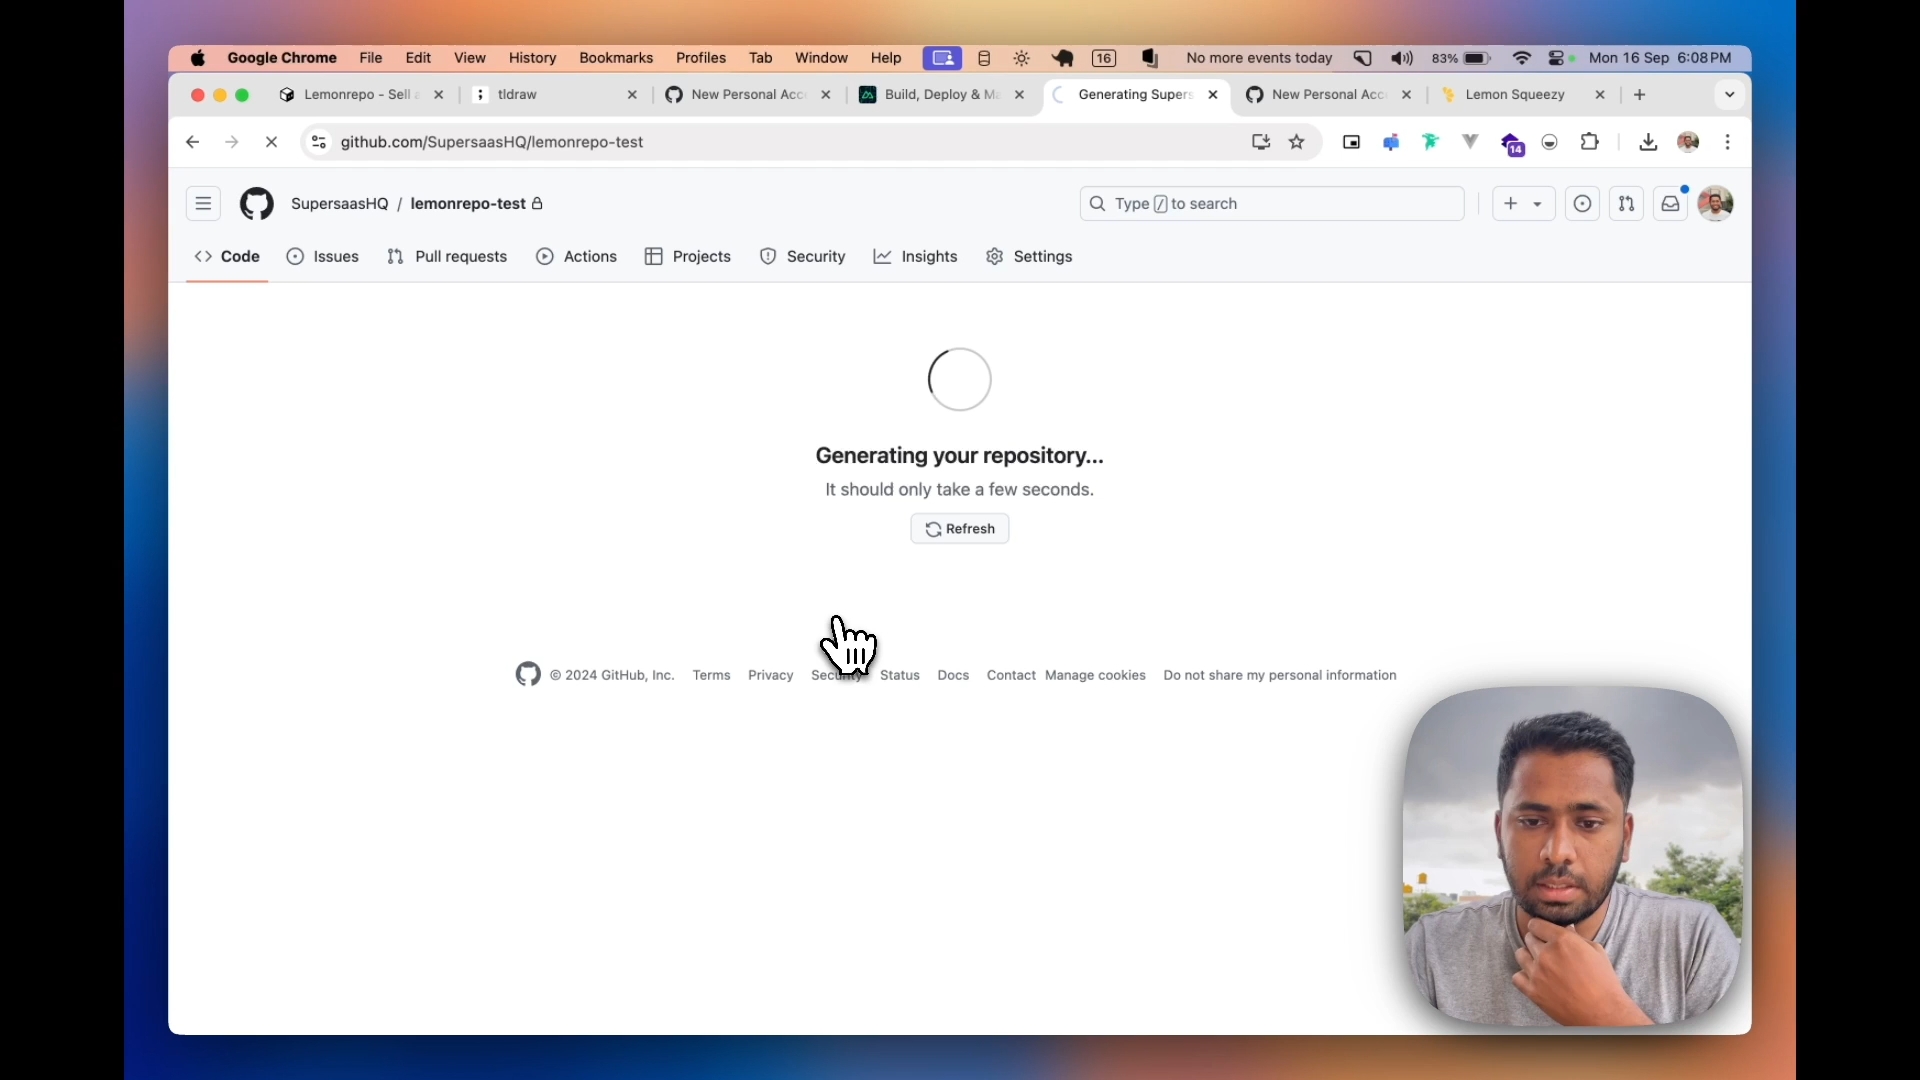 Google Chrome File Edit View History Bookmarks Profiles Tab Window Help 16 No more events today 83% Mon 16 Sep 6:08 PM
Lemonrepo - Sell a tldraw New Personal Acc Build, Deploy & Ma Generating Supers New Personal Acc Lemon Squeezy
github.com/SupersaasHQ/lemonrepo-test 14
SupersaasHQ / lemonrepo-test Type / to search
Code Issues Pull requests Actions Projects Security Insights Settings
Generating your repository...
It should only take a few seconds.
Refresh
© 2024 GitHub, Inc. Terms Privacy Security Status Docs Contact Manage cookies Do not share my personal information